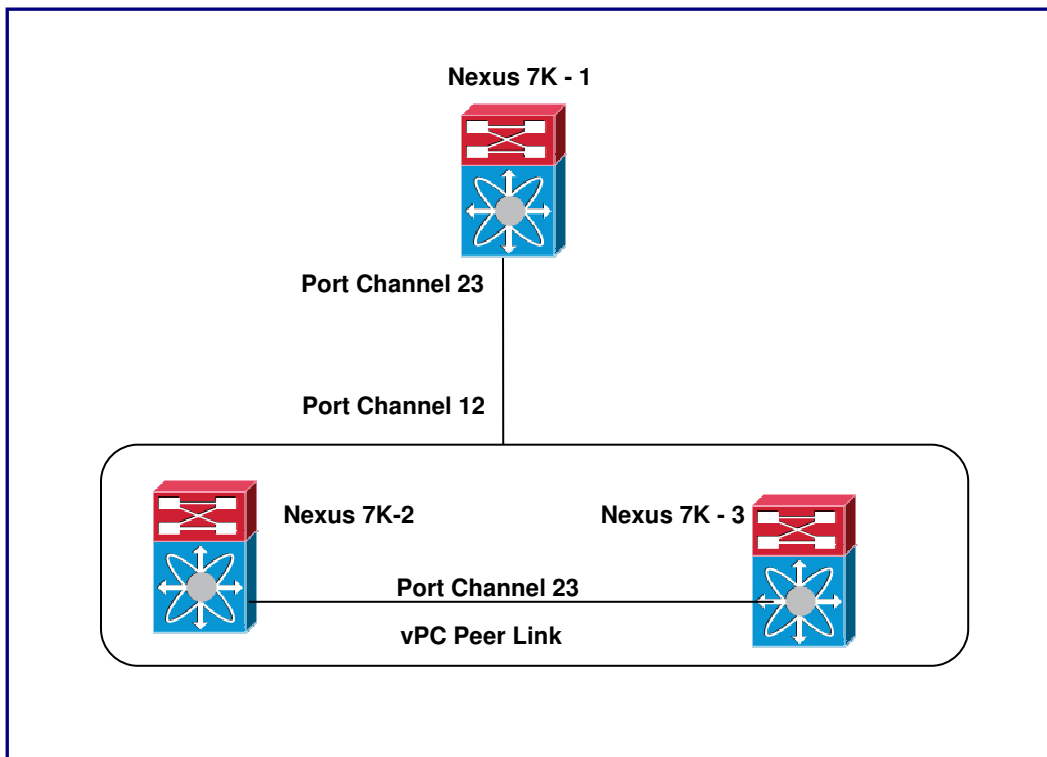 Nexus 7K - 1
Port Channel 23
Port Channel 12
Nexus 7K-2
Nexus 7K - 3
Port Channel 23
vPC Peer Link